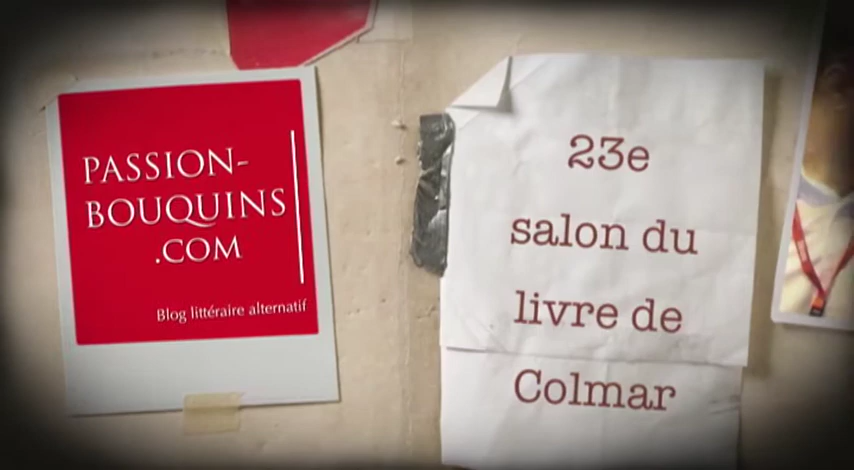 PASSION-
BOUQUINS
.COM
Blog littéraire alternatif
23e
salon du
livre de
Colmar